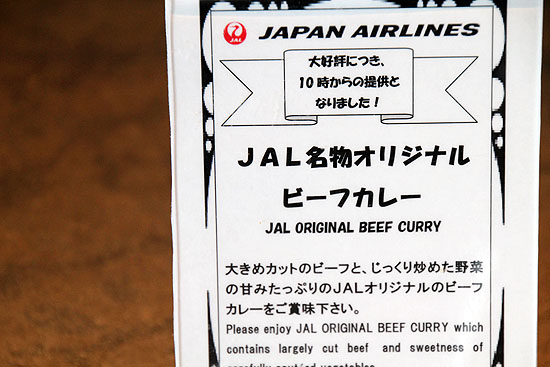 JAL JAPAN AIRLINES
大好評につき、
10時からの提供と
なりました！
JAL名物オリジナル
ビーフカレー
JAL ORIGINAL BEEF CURRY
大きめカットのビーフと、じっくり炒めた野菜
の甘みたっぷりのJALオリジナルのビーフ
カレーをご賞味下さい。
Please enjoy JAL ORIGINAL BEEF CURRY which
contains largely cut beef and sweetness of